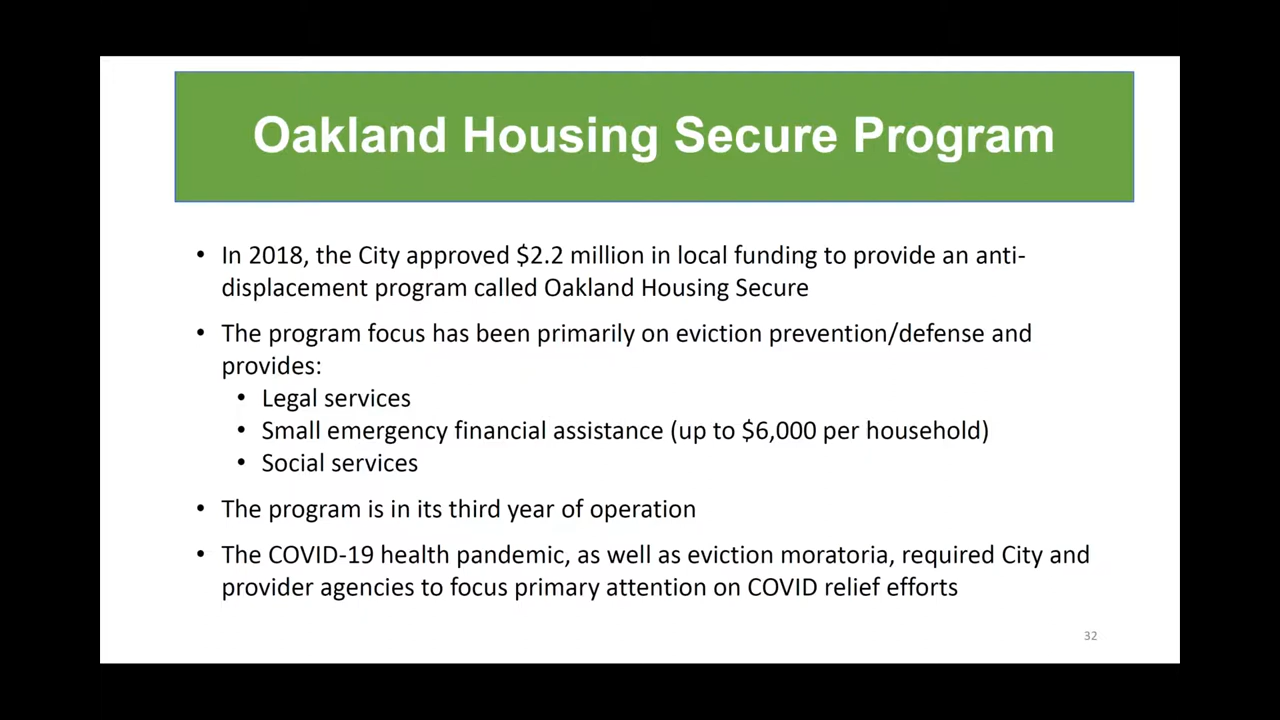 Oakland Housing Secure Program
• In 2018, the City approved $2.2 million in local funding to provide an anti-
displacement program called Oakland Housing Secure
• The program focus has been primarily on eviction prevention/defense and
provides:
• Legal services
• Small emergency financial assistance (up to $6,000 per household)
• Social services
• The program is in its third year of operation
• The COVID-19 health pandemic, as well as eviction moratoria, required City and
provider agencies to focus primary attention on COVID relief efforts
32